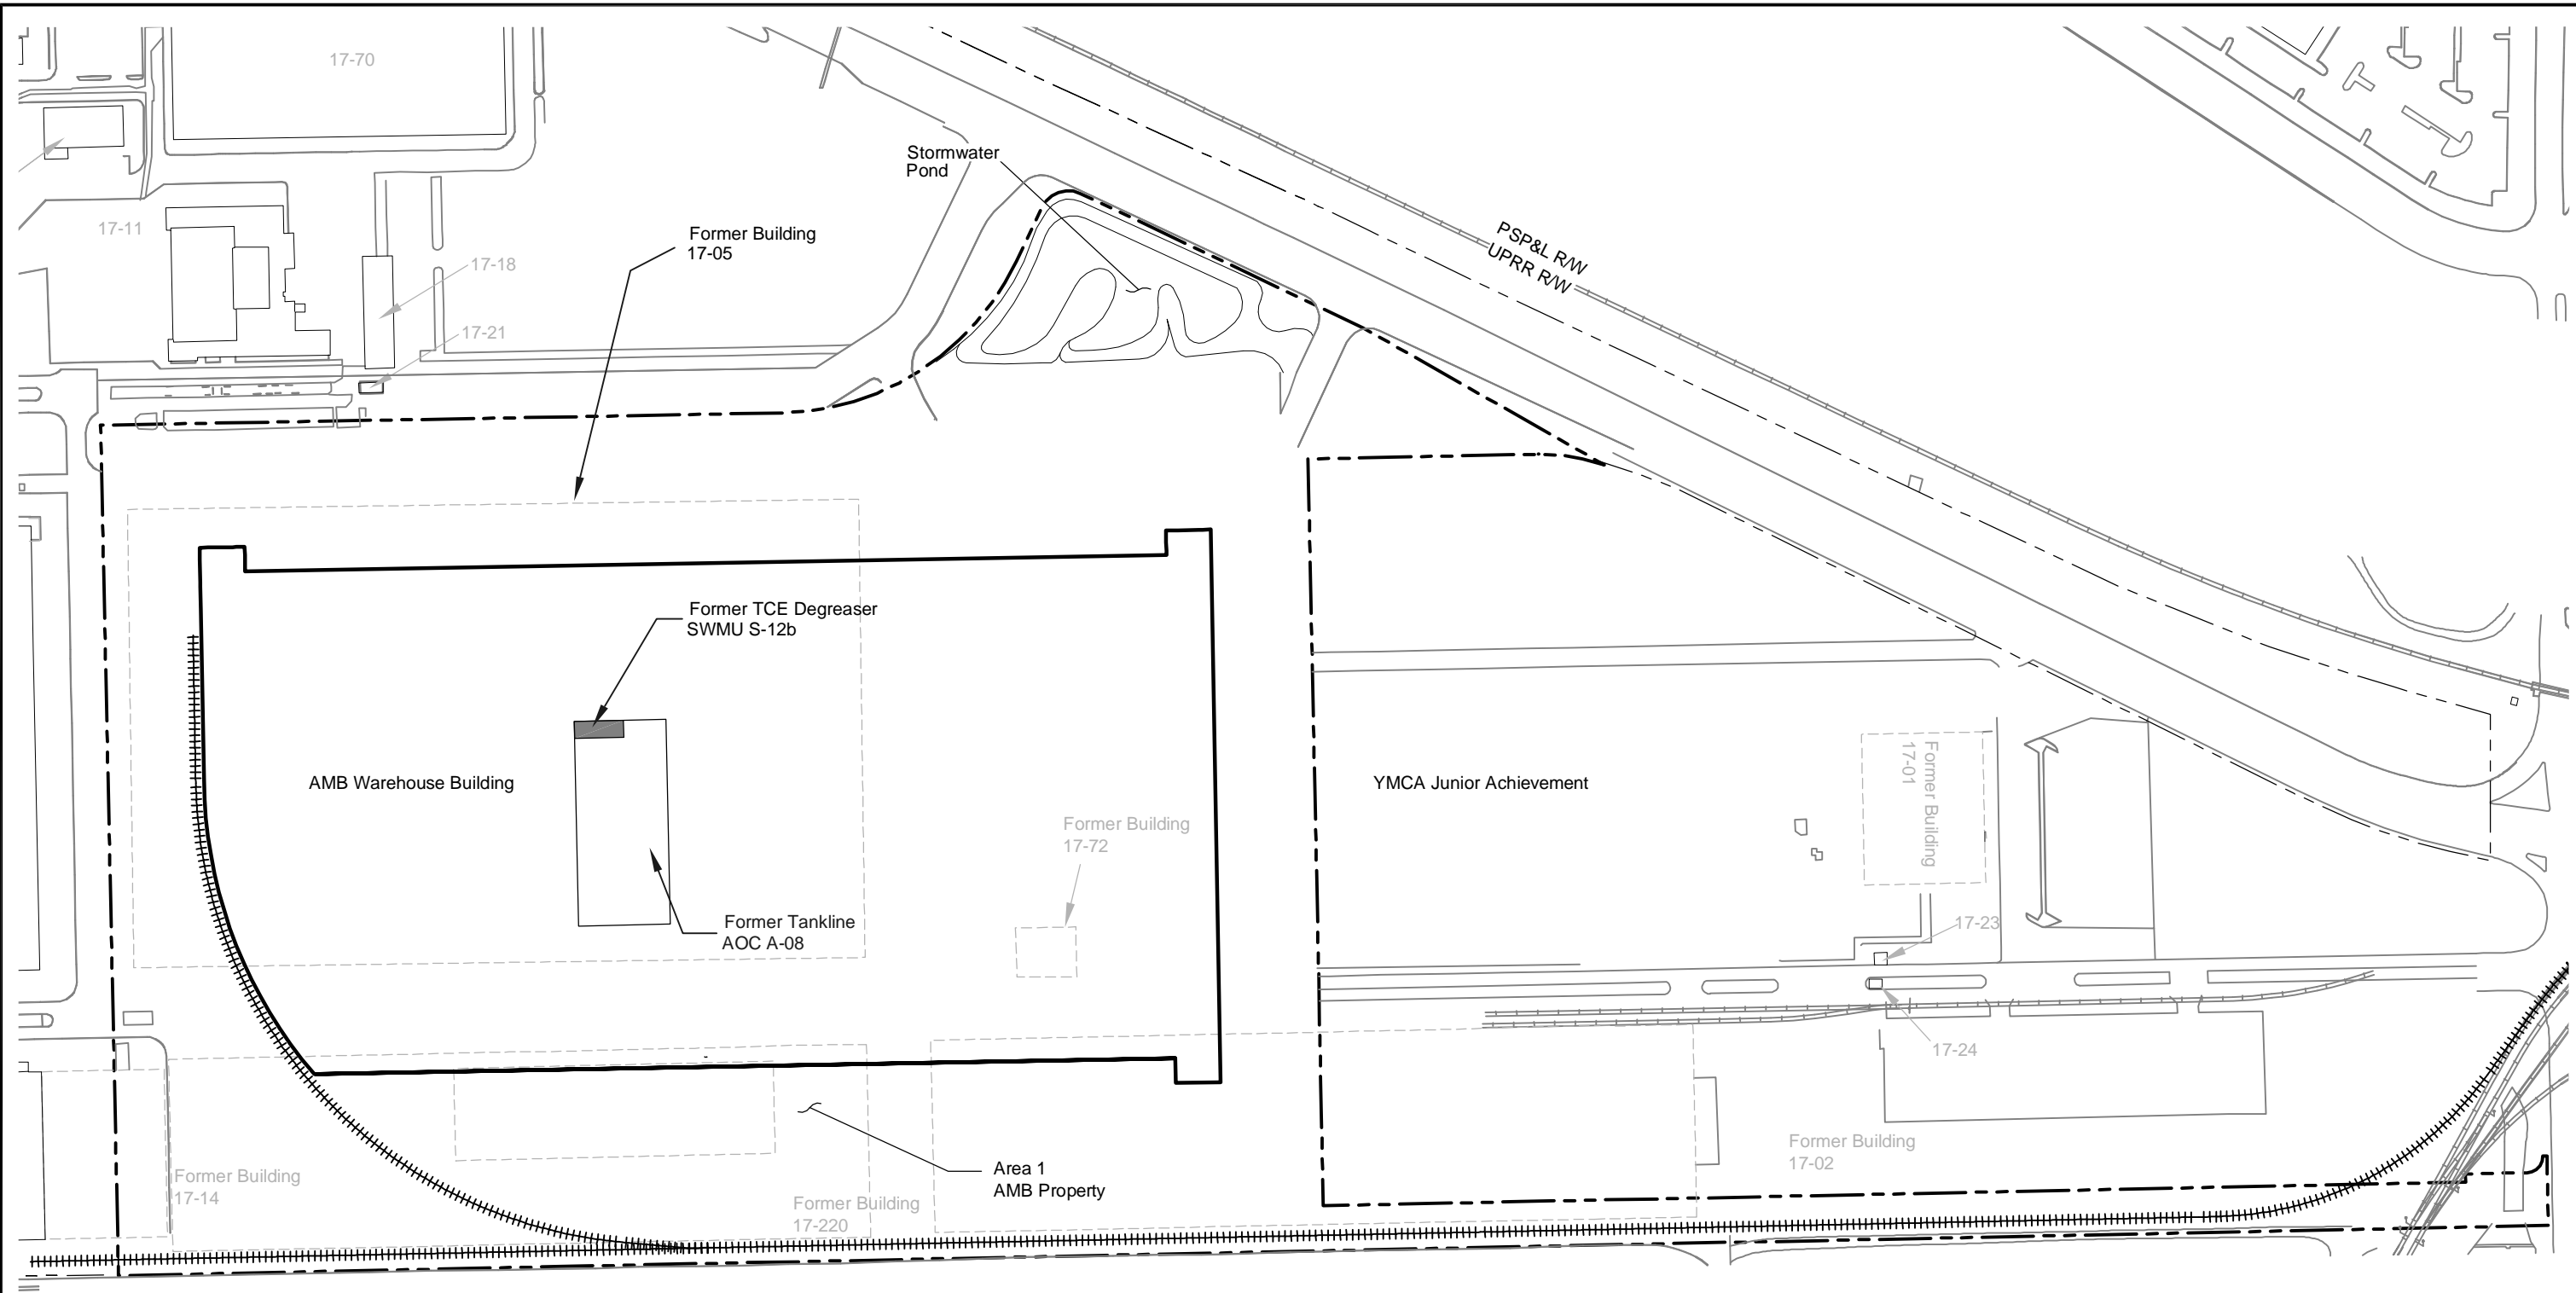 17-70
Stormwater
Pond
17-11
Former Building
17-05
17-18
PSP&L R/W
UPRR R/W
17-21
Former TCE Degreaser
SWMU S-12b
AMB Warehouse Building
YMCA Junior Achievement
Former Building
17-01
Former Building
17-72
Former Tankline
AOC A-08
17-23
17-24
Former Building
17-02
Area 1
AMB Property
Former Building
17-14
Former Building
17-220